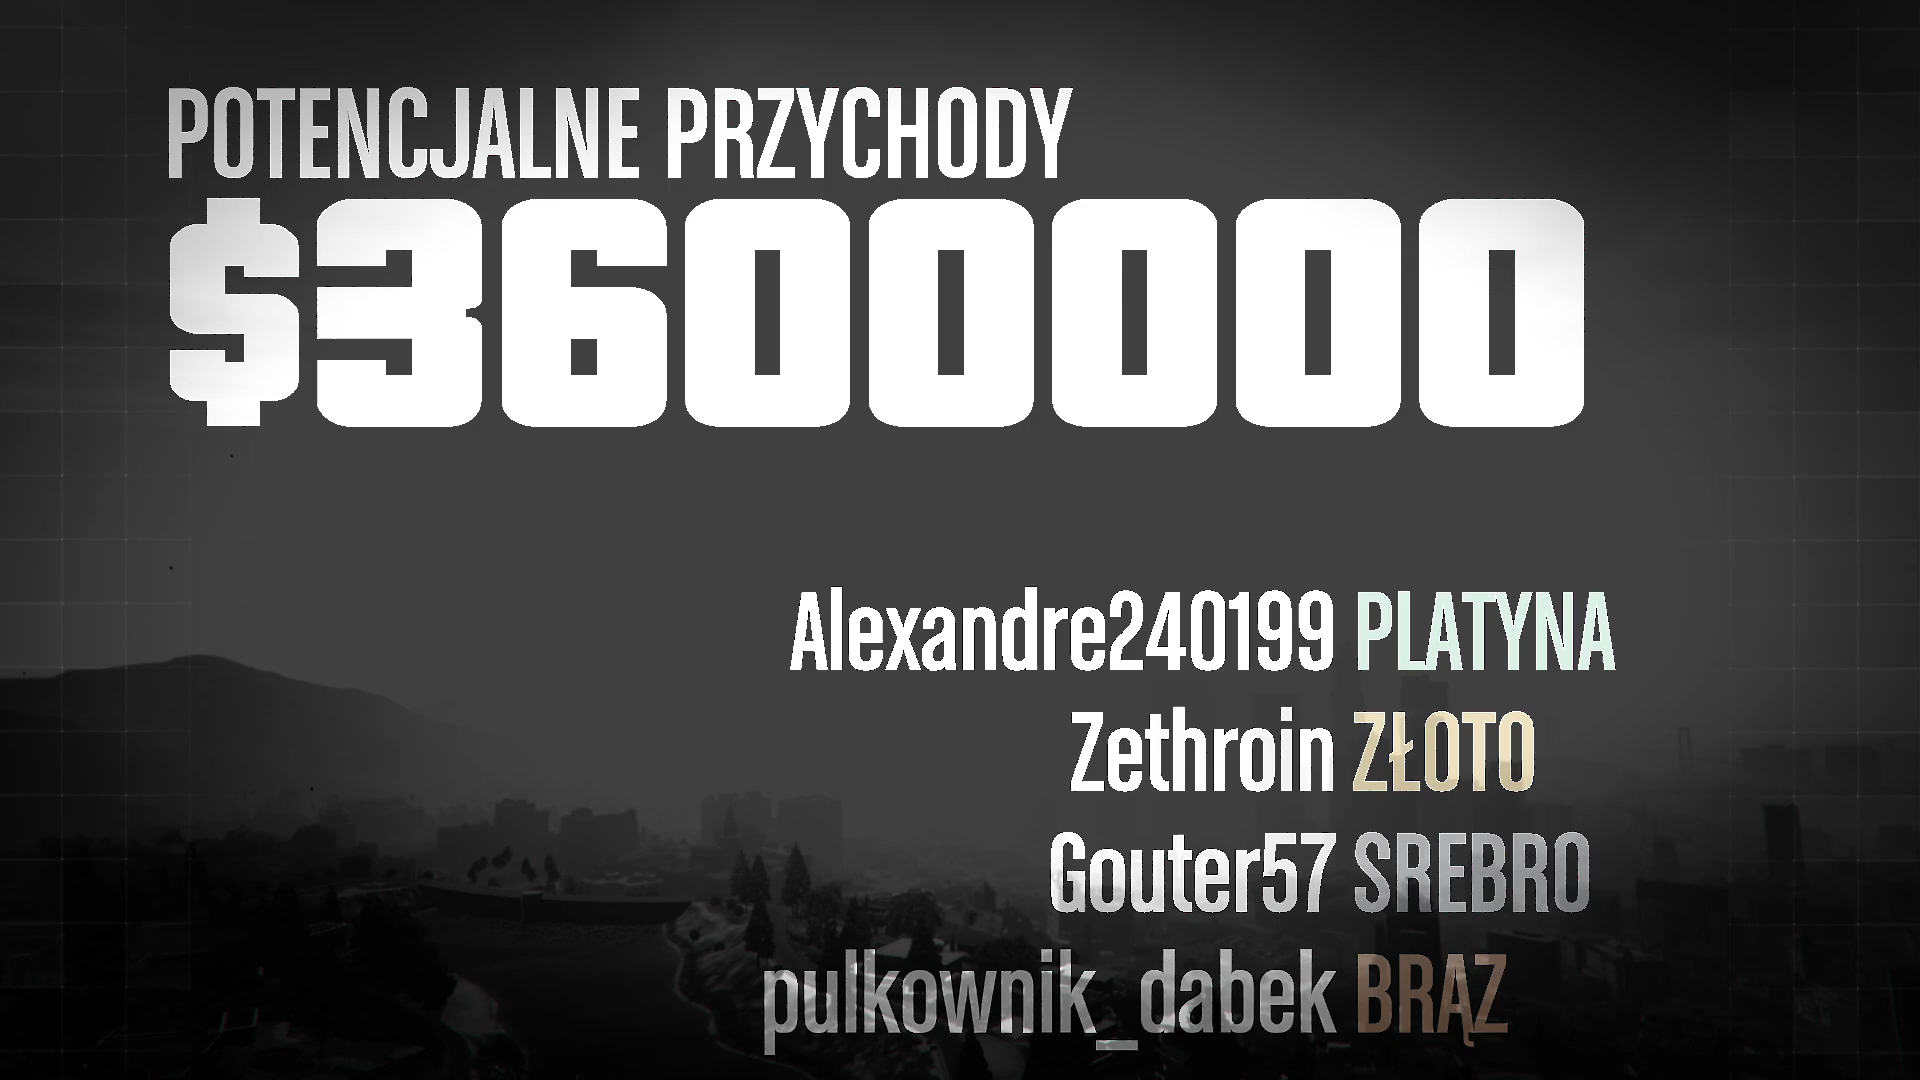 POTENCJALNE PRZYCHODY
$3600000
Alexandre240199 PLATYNA
Zethroin ZŁOTO
Gouter57 SREBRO
pulkownik_dabek BRĄZ